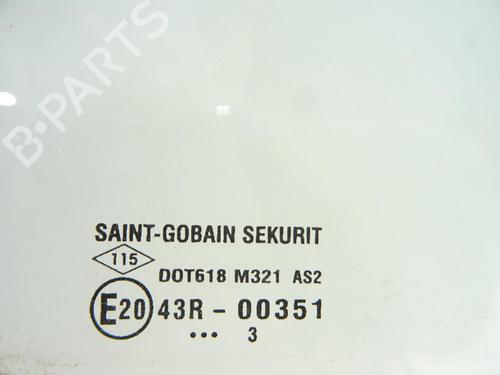 B-PARTS
SAINT-GOBAIN SEKURIT
115
DOT618 M321 AS2
E20 43R - 00351
••• 3